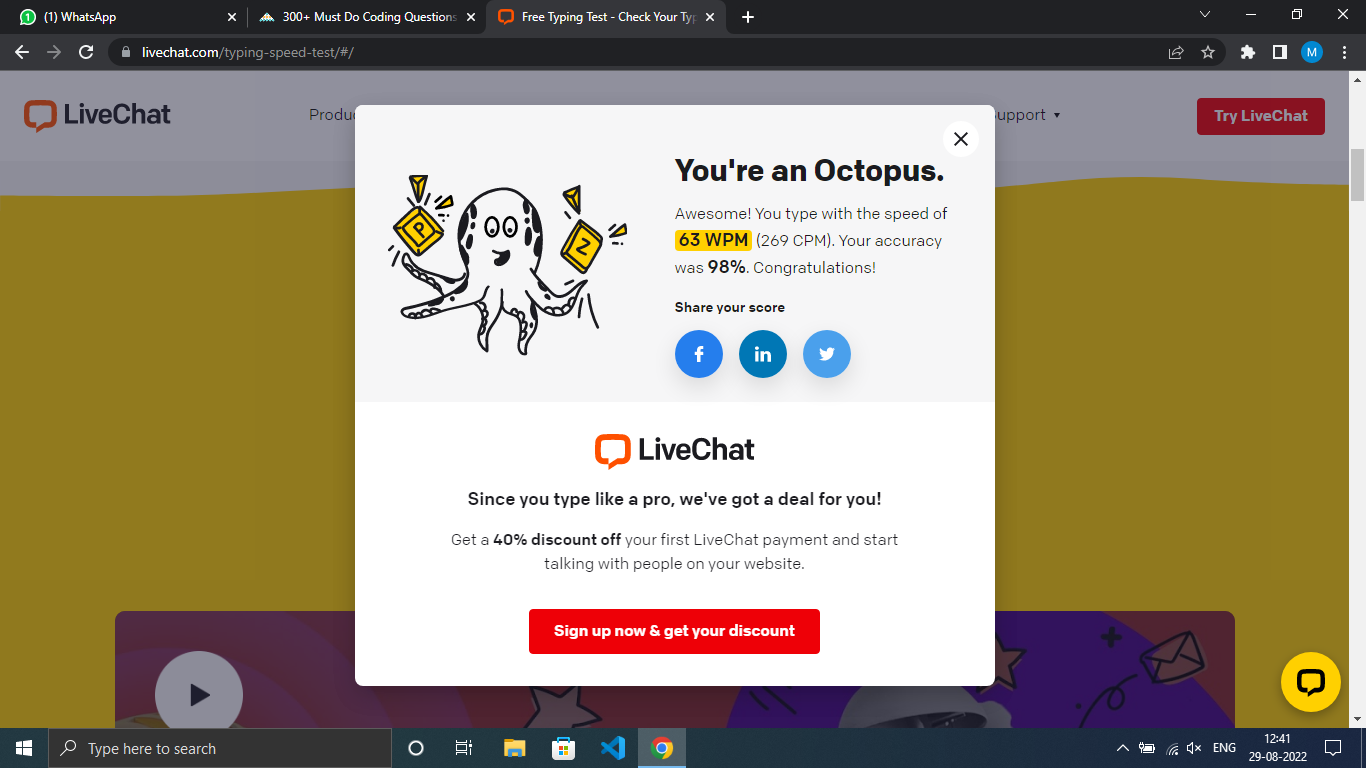 (1) WhatsApp
300+ Must Do Coding Questions
Free Typing Test - Check Your Typ
livechat.com/typing-speed-test/#/
M
LiveChat
Produc
upport
Try LiveChat
You're an Octopus.
Awesome! You type with the speed of
63 WPM (269 CPM). Your accuracy
was 98%. Congratulations!
P
Z
Share your score
f
in
LiveChat
Since you type like a pro, we've got a deal for you!
Get a 40% discount off your first LiveChat payment and start
talking with people on your website.
Sign up now & get your discount
Type here to search
ENG
12:41
29-08-2022